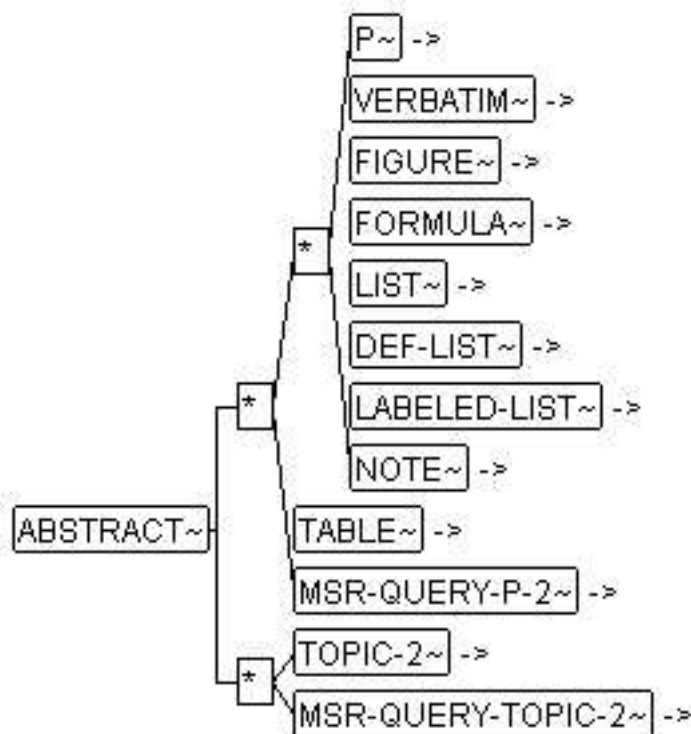 P~ ->
VERBATIM~ ->
FIGURE~ ->
FORMULA~ ->
*
LIST~ ->
DEF-LIST~ ->
*
LABELED-LIST~ ->
NOTE~ ->
ABSTRACT~
TABLE~ ->
MSR-QUERY-P-2~ ->
TOPIC-2~ ->
*
MSR-QUERY-TOPIC-2~ ->